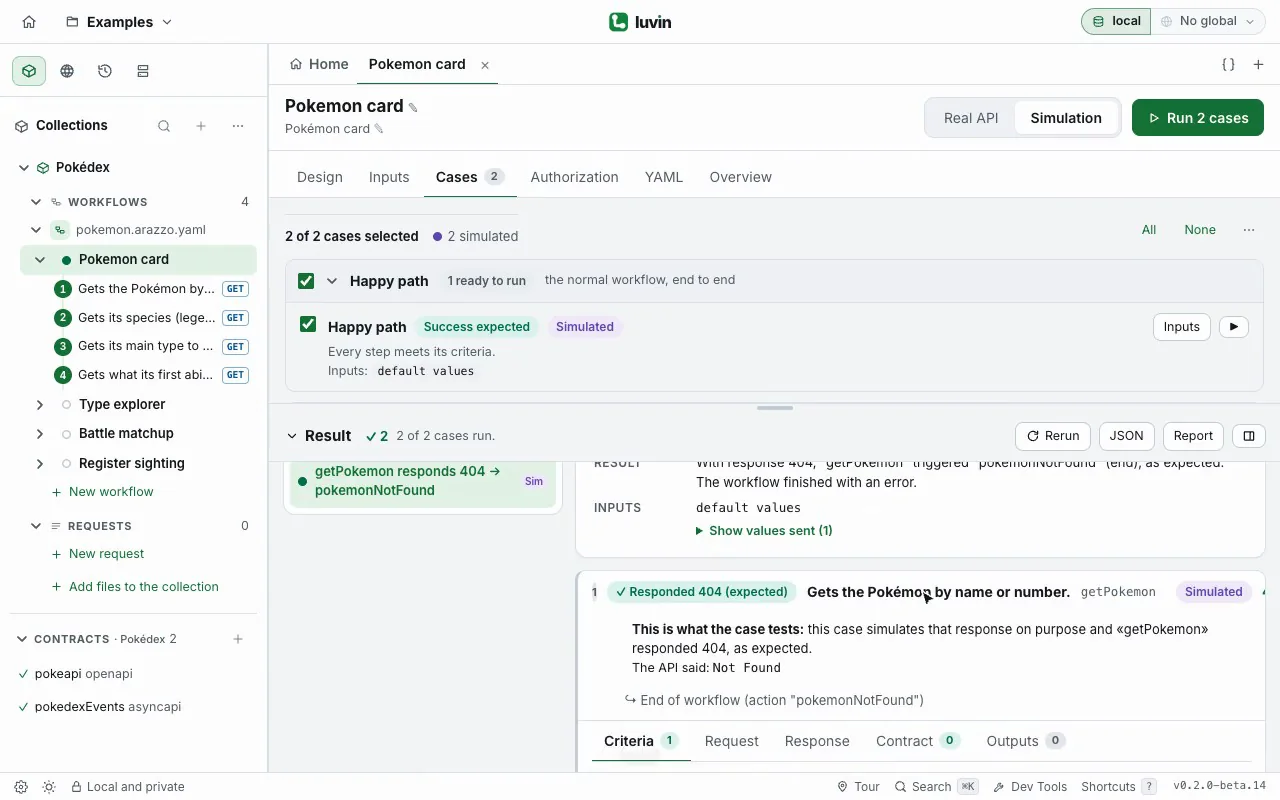 Examples
luvin
local
No global
Home
Pokemon card
Collections
Pokemon card
Pokémon card
Real API
Simulation
Run 2 cases
Pokédex
Design
Inputs
Cases 2
Authorization
YAML
Overview
WORKFLOWS 4
pokemon.arazzo.yaml
Pokemon card
1 Gets the Pokémon by... GET
2 Gets its species (lege... GET
3 Gets its main type to ... GET
4 Gets what its first abi... GET
Type explorer
Battle matchup
Register sighting
+ New workflow
REQUESTS 0
+ New request
+ Add files to the collection
CONTRACTS · Pokédex 2
pokeapi openapi
pokedexEvents asyncapi
2 of 2 cases selected
2 simulated
All
None
Happy path
1 ready to run
the normal workflow, end to end
Happy path
Success expected
Simulated
Inputs
Every step meets its criteria.
Inputs: default values
Result
2
2 of 2 cases run.
Rerun
JSON
Report
getPokemon responds 404 →
pokemonNotFound
Sim
RESULT
With response 404, "getPokemon" triggered "pokemonNotFound" (end), as expected.
The workflow finished with an error.
INPUTS
default values
Show values sent (1)
1
Responded 404 (expected)
Gets the Pokémon by name or number.
getPokemon
Simulated
This is what the case tests: this case simulates that response on purpose and «getPokemon»
responded 404, as expected.
The API said: Not Found
↪ End of workflow (action "pokemonNotFound")
Criteria 1
Request
Response
Contract 0
Outputs 0
Local and private
Tour
Search ⌘K
Dev Tools
Shortcuts ?
v0.2.0-beta.14